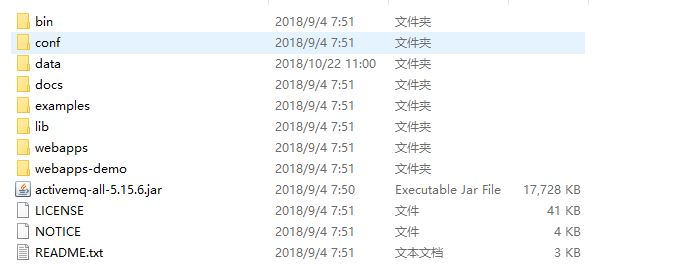 bin 2018/9/4 7:51 文件夹
conf 2018/9/4 7:51 文件夹
data 2018/10/22 11:00 文件夹
docs 2018/9/4 7:51 文件夹
examples 2018/9/4 7:51 文件夹
lib 2018/9/4 7:51 文件夹
webapps 2018/9/4 7:51 文件夹
webapps-demo 2018/9/4 7:51 文件夹
activemq-all-5.15.6.jar 2018/9/4 7:50 Executable Jar File 17,728 KB
LICENSE 2018/9/4 7:51 文件 41 KB
NOTICE 2018/9/4 7:51 文件 4 KB
README.txt 2018/9/4 7:51 文本文档 3 KB